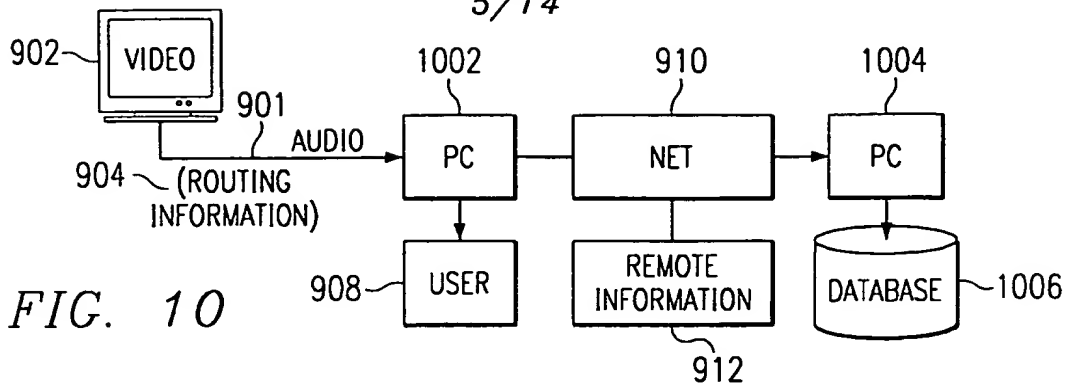 5/14
902
VIDEO
901
AUDIO
904
(ROUTING
INFORMATION)
1002
PC
910
NET
1004
PC
908
USER
REMOTE
INFORMATION
912
DATABASE
1006
FIG. 10